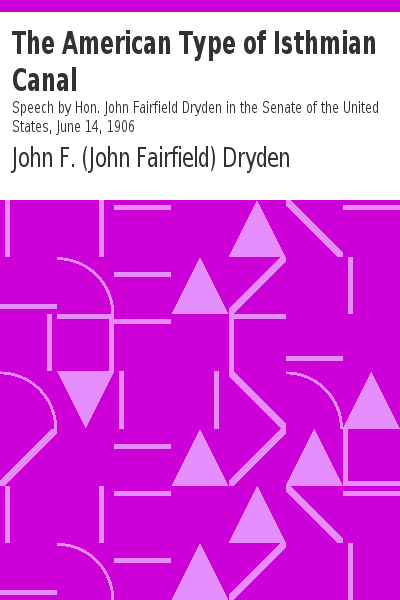 The American Type of Isthmian
Canal
Speech by Hon. John Fairfield Dryden in the Senate of the United
States, June 14, 1906
John F. (John Fairfield) Dryden